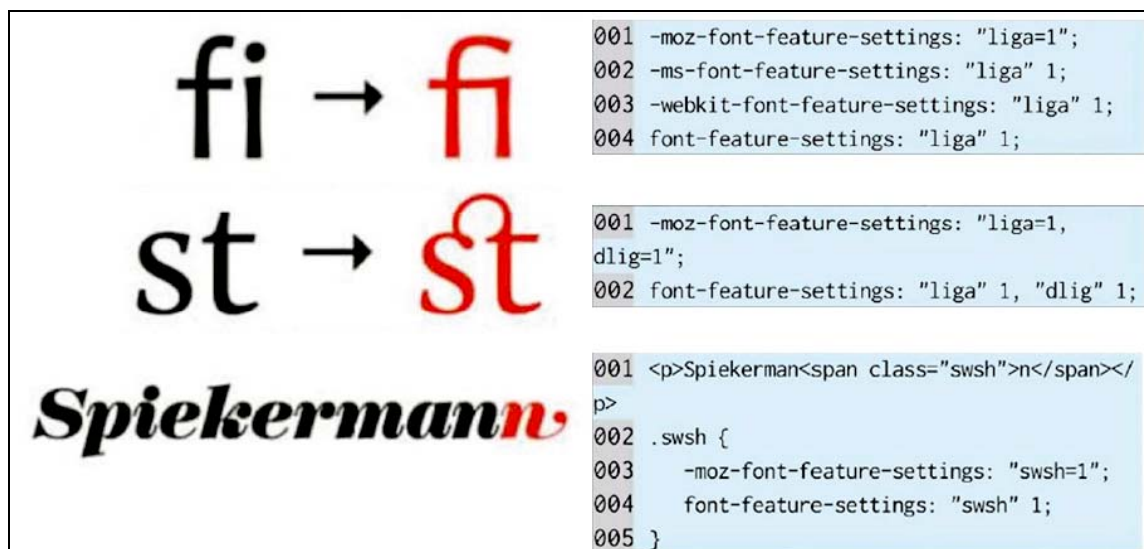 fi → fi
001 -moz-font-feature-settings: "liga=1";
002 -ms-font-feature-settings: "liga" 1;
003 -webkit-font-feature-settings: "liga" 1;
004 font-feature-settings: "liga" 1;
st → st
001 -moz-font-feature-settings: "liga=1,
dlig=1";
002 font-feature-settings: "liga" 1, "dlig" 1;
Spiekermann
001 <p>Spiekerman<span class="swsh">n</span></
p>
002 .swsh {
003 -moz-font-feature-settings: "swsh=1";
004 font-feature-settings: "swsh" 1;
005 }